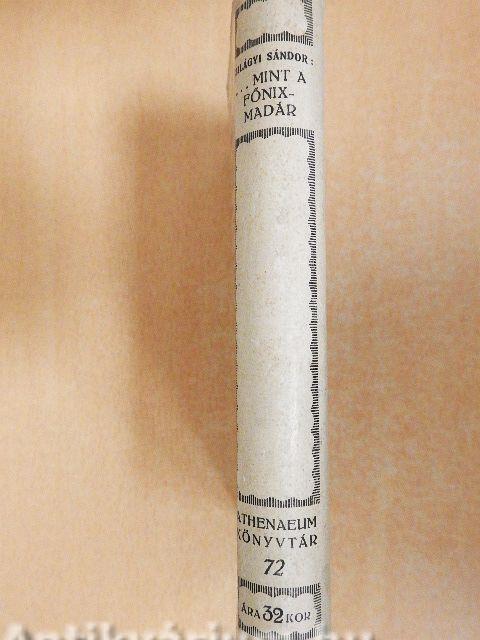 SZILÁGYI SÁNDOR:
... MINT A
FŐNIX-
MADÁR
ATHENAEUM
KÖNYVTÁR
72
ÁRA 32 KOR